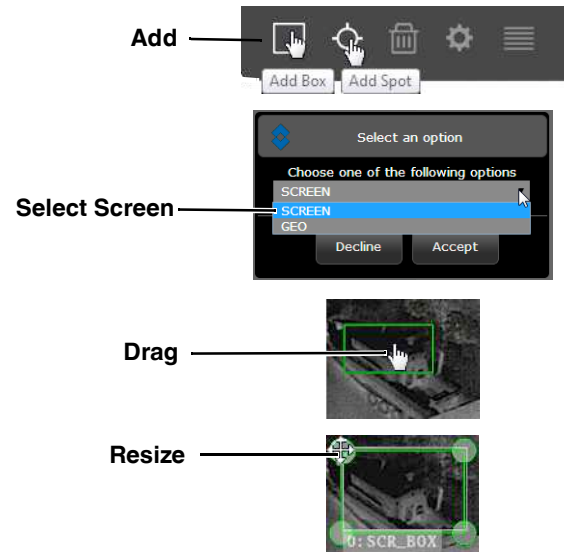 Add
Add Box
Add Spot
Select an option
Choose one of the following options
SCREEN
Select Screen
SCREEN
GEO
Decline
Accept
Drag
Resize
0: SCR_BOX